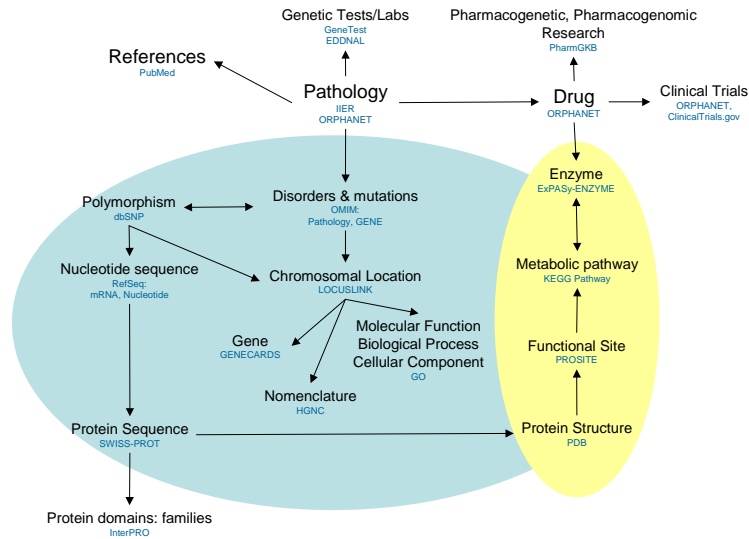 Genetic Tests/Labs
GeneTest
EDDNAL
Pharmacogenetic, Pharmacogenomic
Research
PharmGKB
References
PubMed
Pathology
IIER
ORPHANET
Drug
ORPHANET
Clinical Trials
ORPHANET,
ClinicalTrials.gov
Enzyme
ExPASy-ENZYME
Polymorphism
dbSNP
Disorders & mutations
OMIM:
Pathology, GENE
Nucleotide sequence
RefSeq:
mRNA, Nucleotide
Chromosomal Location
LOCUSLINK
Metabolic pathway
KEGG Pathway
Gene
GENECARDS
Molecular Function
Biological Process
Cellular Component
GO
Functional Site
PROSITE
Nomenclature
HGNC
Protein Sequence
SWISS-PROT
Protein Structure
PDB
Protein domains: families
InterPRO